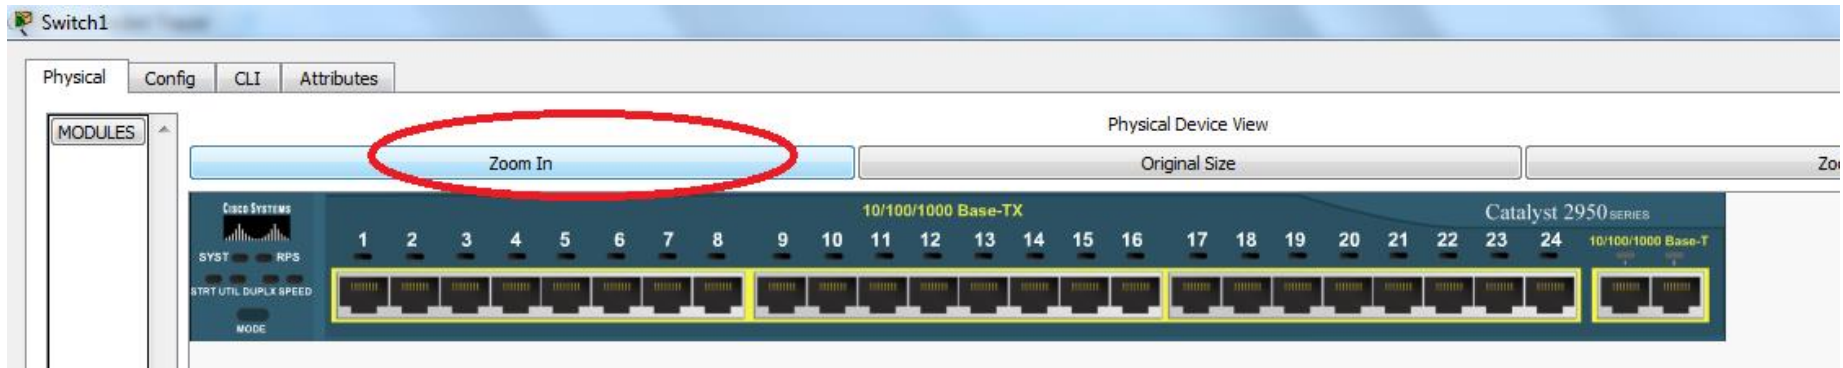 Switch1
Physical Config CLI Attributes
MODULES
Physical Device View
Zoom In Original Size Zo
CISCO SYSTEMS
10/100/1000 Base-TX
Catalyst 2950 SERIES
1 2 3 4 5 6 7 8 9 10 11 12 13 14 15 16 17 18 19 20 21 22 23 24 10/100/1000 Base-T
SYST RPS
STRT UTIL DUPLX SPEED
MODE